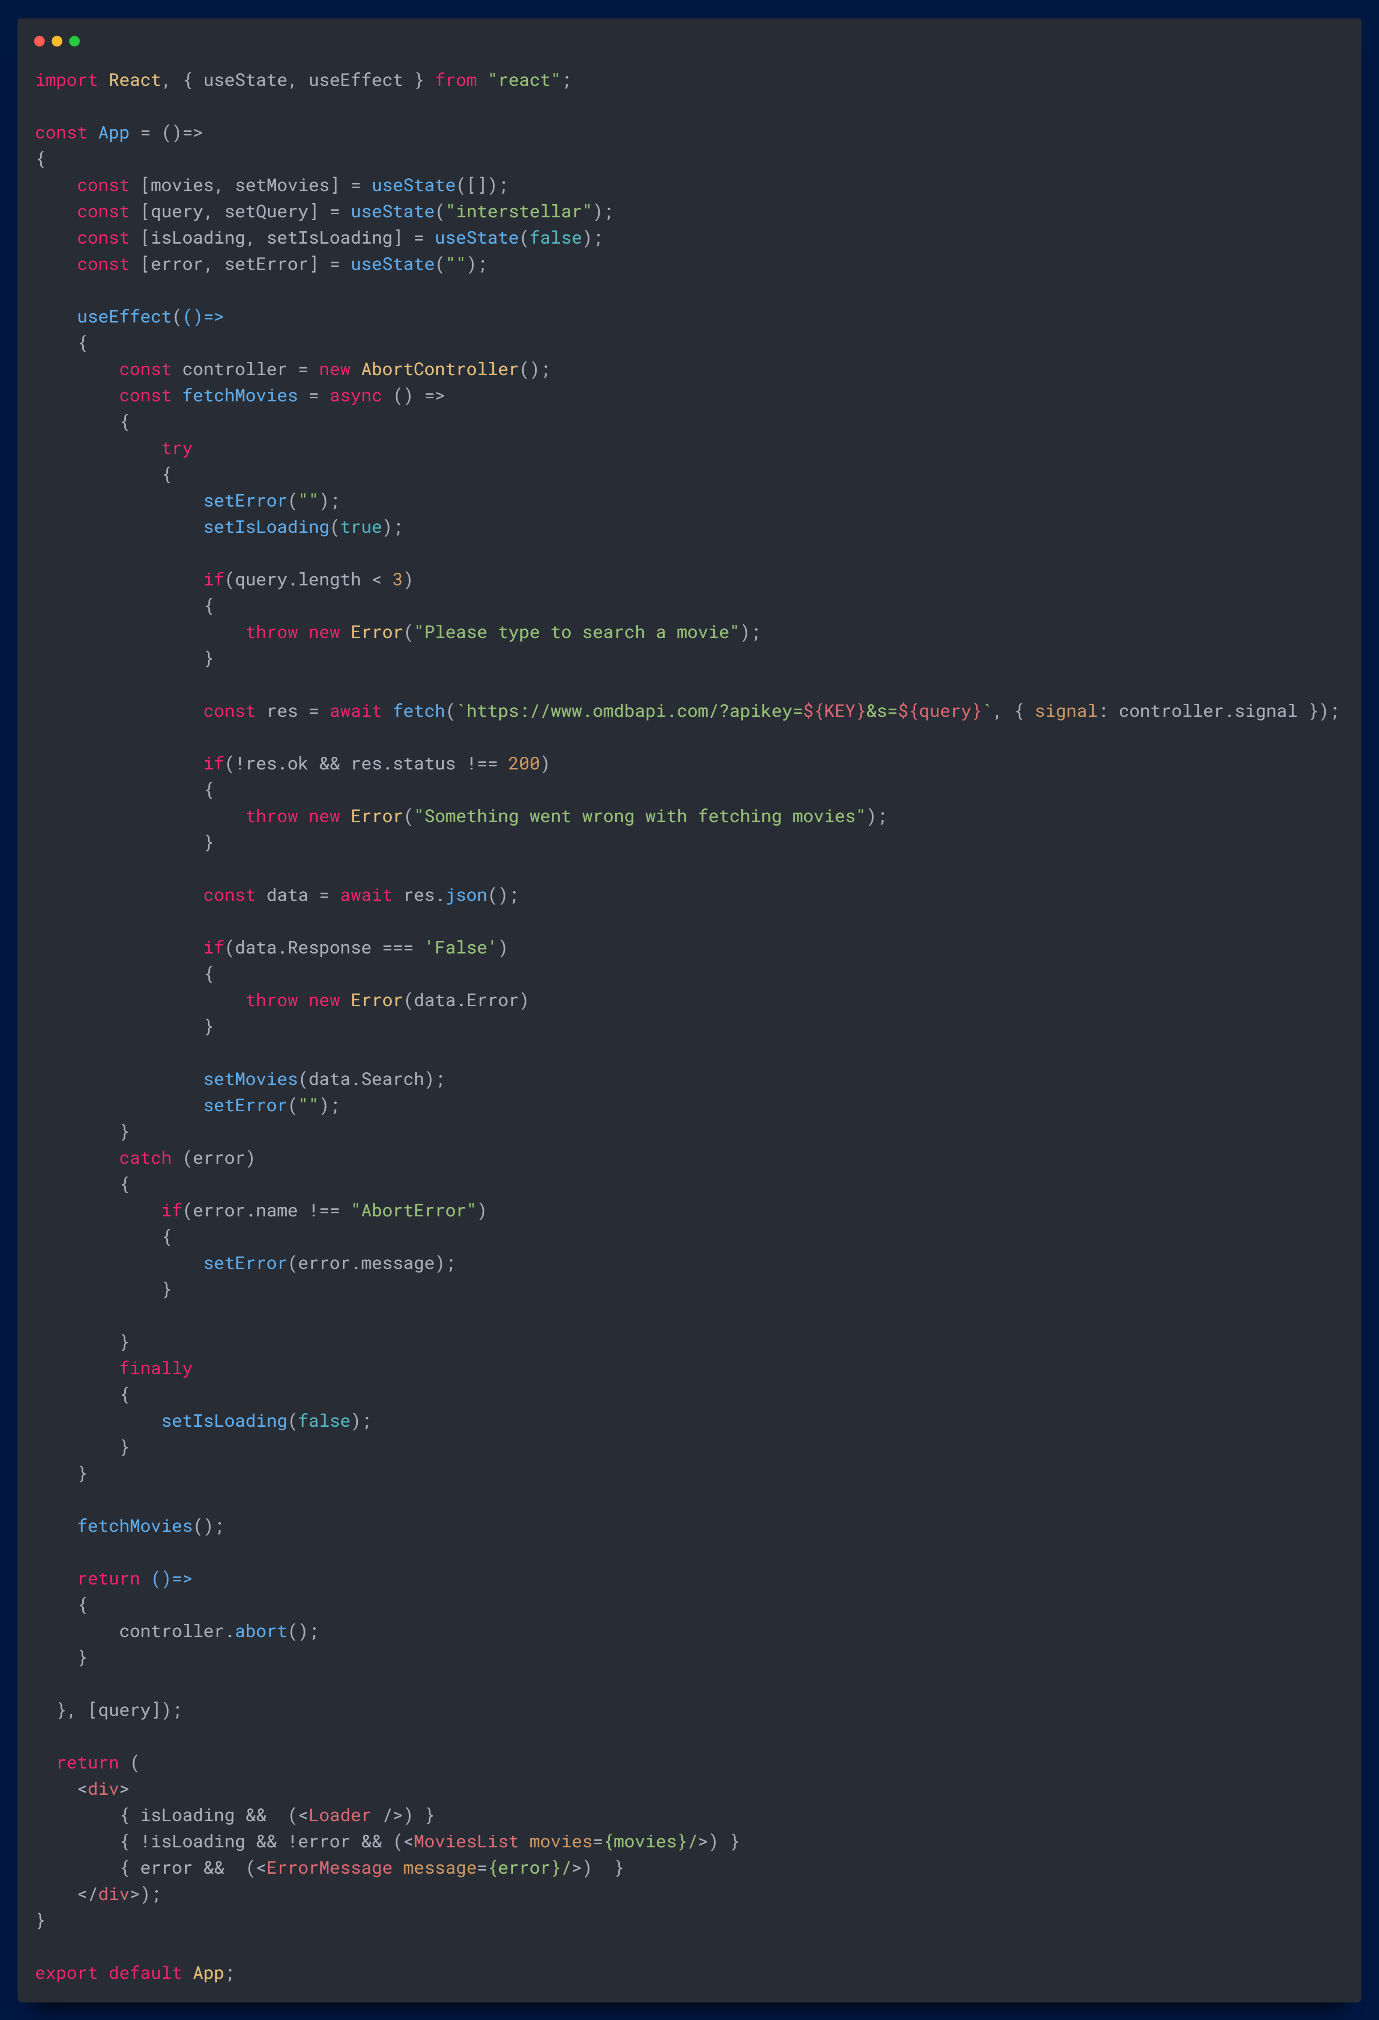 import React, { useState, useEffect } from "react";

const App = ()=>
{
    const [movies, setMovies] = useState([]);
    const [query, setQuery] = useState("interstellar");
    const [isLoading, setIsLoading] = useState(false);
    const [error, setError] = useState("");

    useEffect(()=>
    {
        const controller = new AbortController();
        const fetchMovies = async () =>
        {
            try
            {
                setError("");
                setIsLoading(true);

                if(query.length < 3)
                {
                    throw new Error("Please type to search a movie");
                }

                const res = await fetch(`https://www.omdbapi.com/?apikey=${KEY}&s=${query}`, { signal: controller.signal });

                if(!res.ok && res.status !== 200)
                {
                    throw new Error("Something went wrong with fetching movies");
                }

                const data = await res.json();

                if(data.Response === 'False')
                {
                    throw new Error(data.Error)
                }

                setMovies(data.Search);
                setError("");
        }
        catch (error)
        {
            if(error.name !== "AbortError")
            {
                setError(error.message);
            }

        }
        finally
        {
            setIsLoading(false);
        }
    }

    fetchMovies();

    return ()=>
    {
        controller.abort();
    }

  }, [query]);

  return (
    <div>
        { isLoading &&  (<Loader />) }
        { !isLoading && !error && (<MoviesList movies={movies}/>) }
        { error &&  (<ErrorMessage message={error}/>)  }
    </div>);
}

export default App;